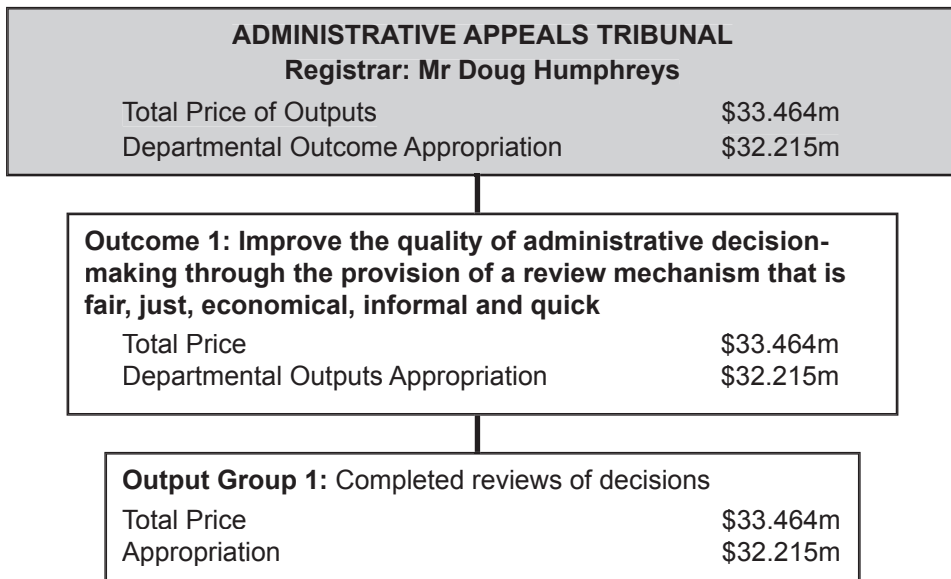 ADMINISTRATIVE APPEALS TRIBUNAL
Registrar: Mr Doug Humphreys
Total Price of Outputs $33.464m
Departmental Outcome Appropriation $32.215m
Outcome 1: Improve the quality of administrative decision-
making through the provision of a review mechanism that is
fair, just, economical, informal and quick
Total Price $33.464m
Departmental Outputs Appropriation $32.215m
Output Group 1: Completed reviews of decisions
Total Price $33.464m
Appropriation $32.215m